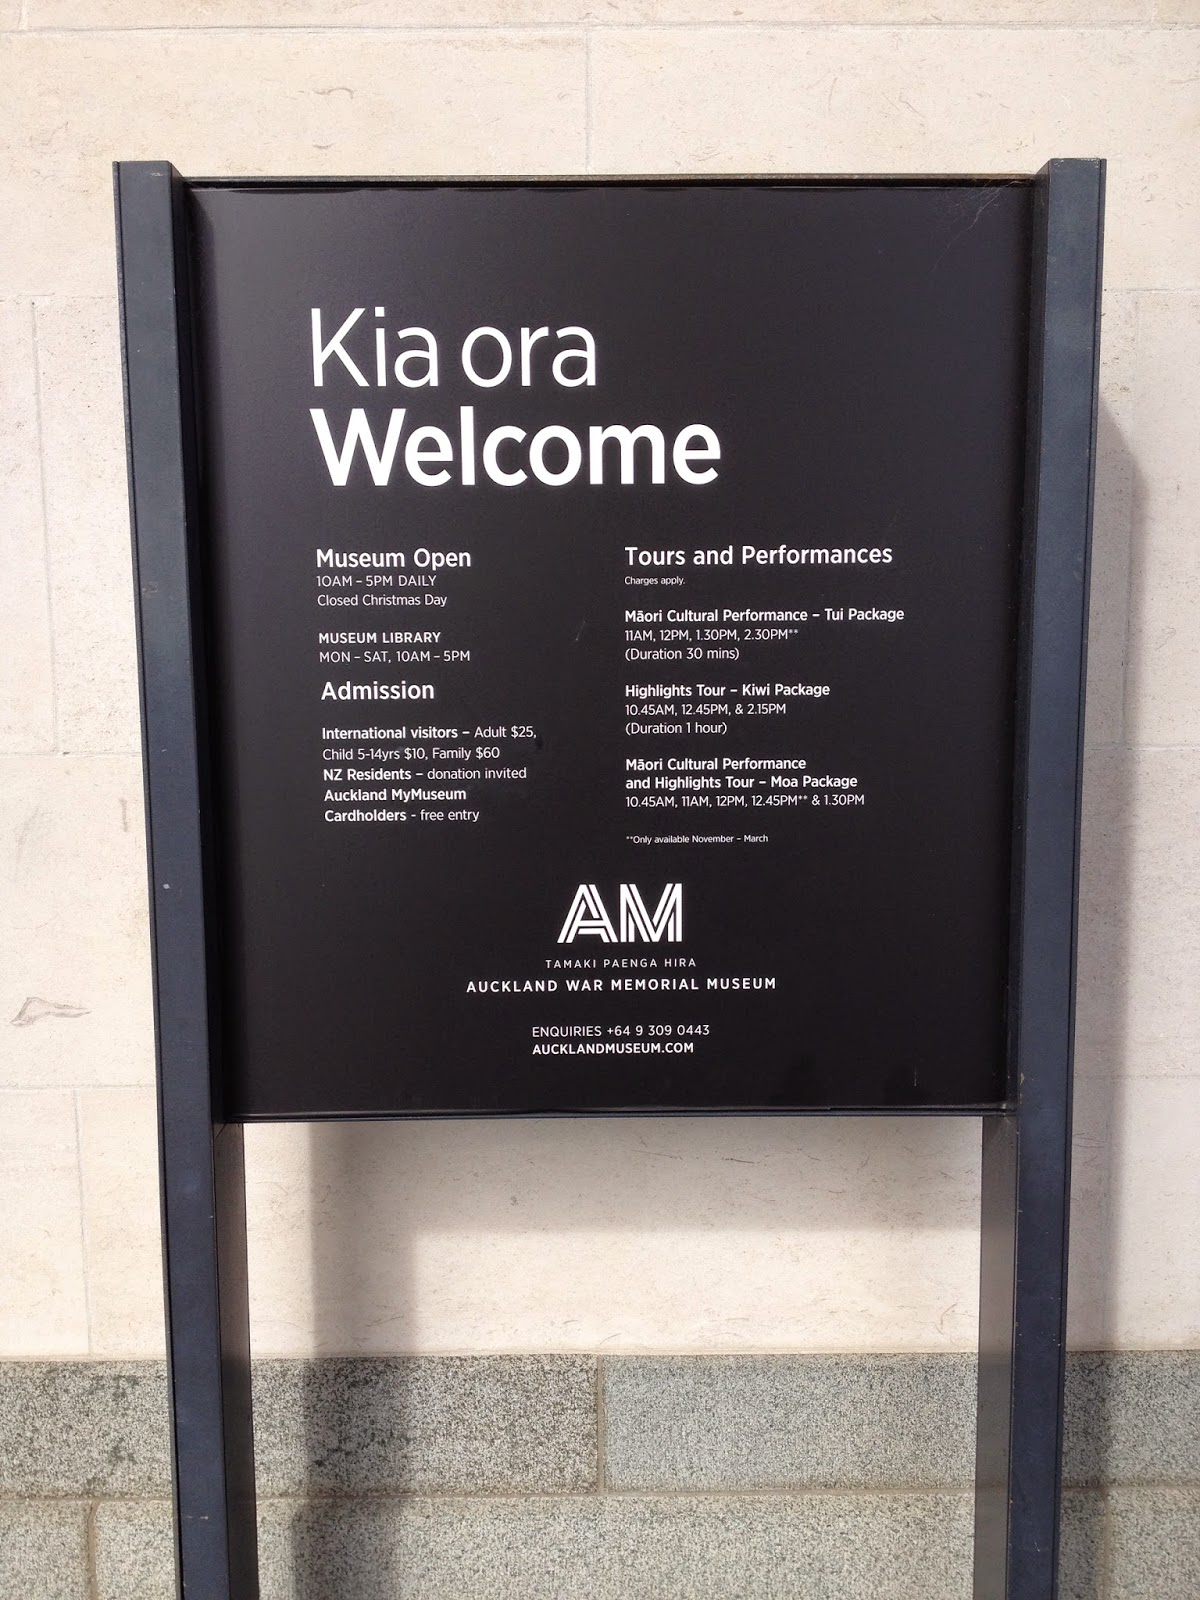 Kia ora
Welcome
Museum Open
10AM – 5PM DAILY
Closed Christmas Day
MUSEUM LIBRARY
MON – SAT, 10AM – 5PM
Admission
International visitors – Adult $25,
Child 5-14yrs $10, Family $60
NZ Residents – donation invited
Auckland MyMuseum
Cardholders - free entry
Tours and Performances
Charges apply.
Māori Cultural Performance – Tui Package
11AM, 12PM, 1.30PM, 2.30PM**
(Duration 30 mins)
Highlights Tour – Kiwi Package
10.45AM, 12.45PM, & 2.15PM
(Duration 1 hour)
Māori Cultural Performance
and Highlights Tour – Moa Package
10.45AM, 11AM, 12PM, 12.45PM** & 1.30PM
**Only available November – March
AM
TAMAKI PAENGA HIRA
AUCKLAND WAR MEMORIAL MUSEUM
ENQUIRIES +64 9 309 0443
AUCKLANDMUSEUM.COM